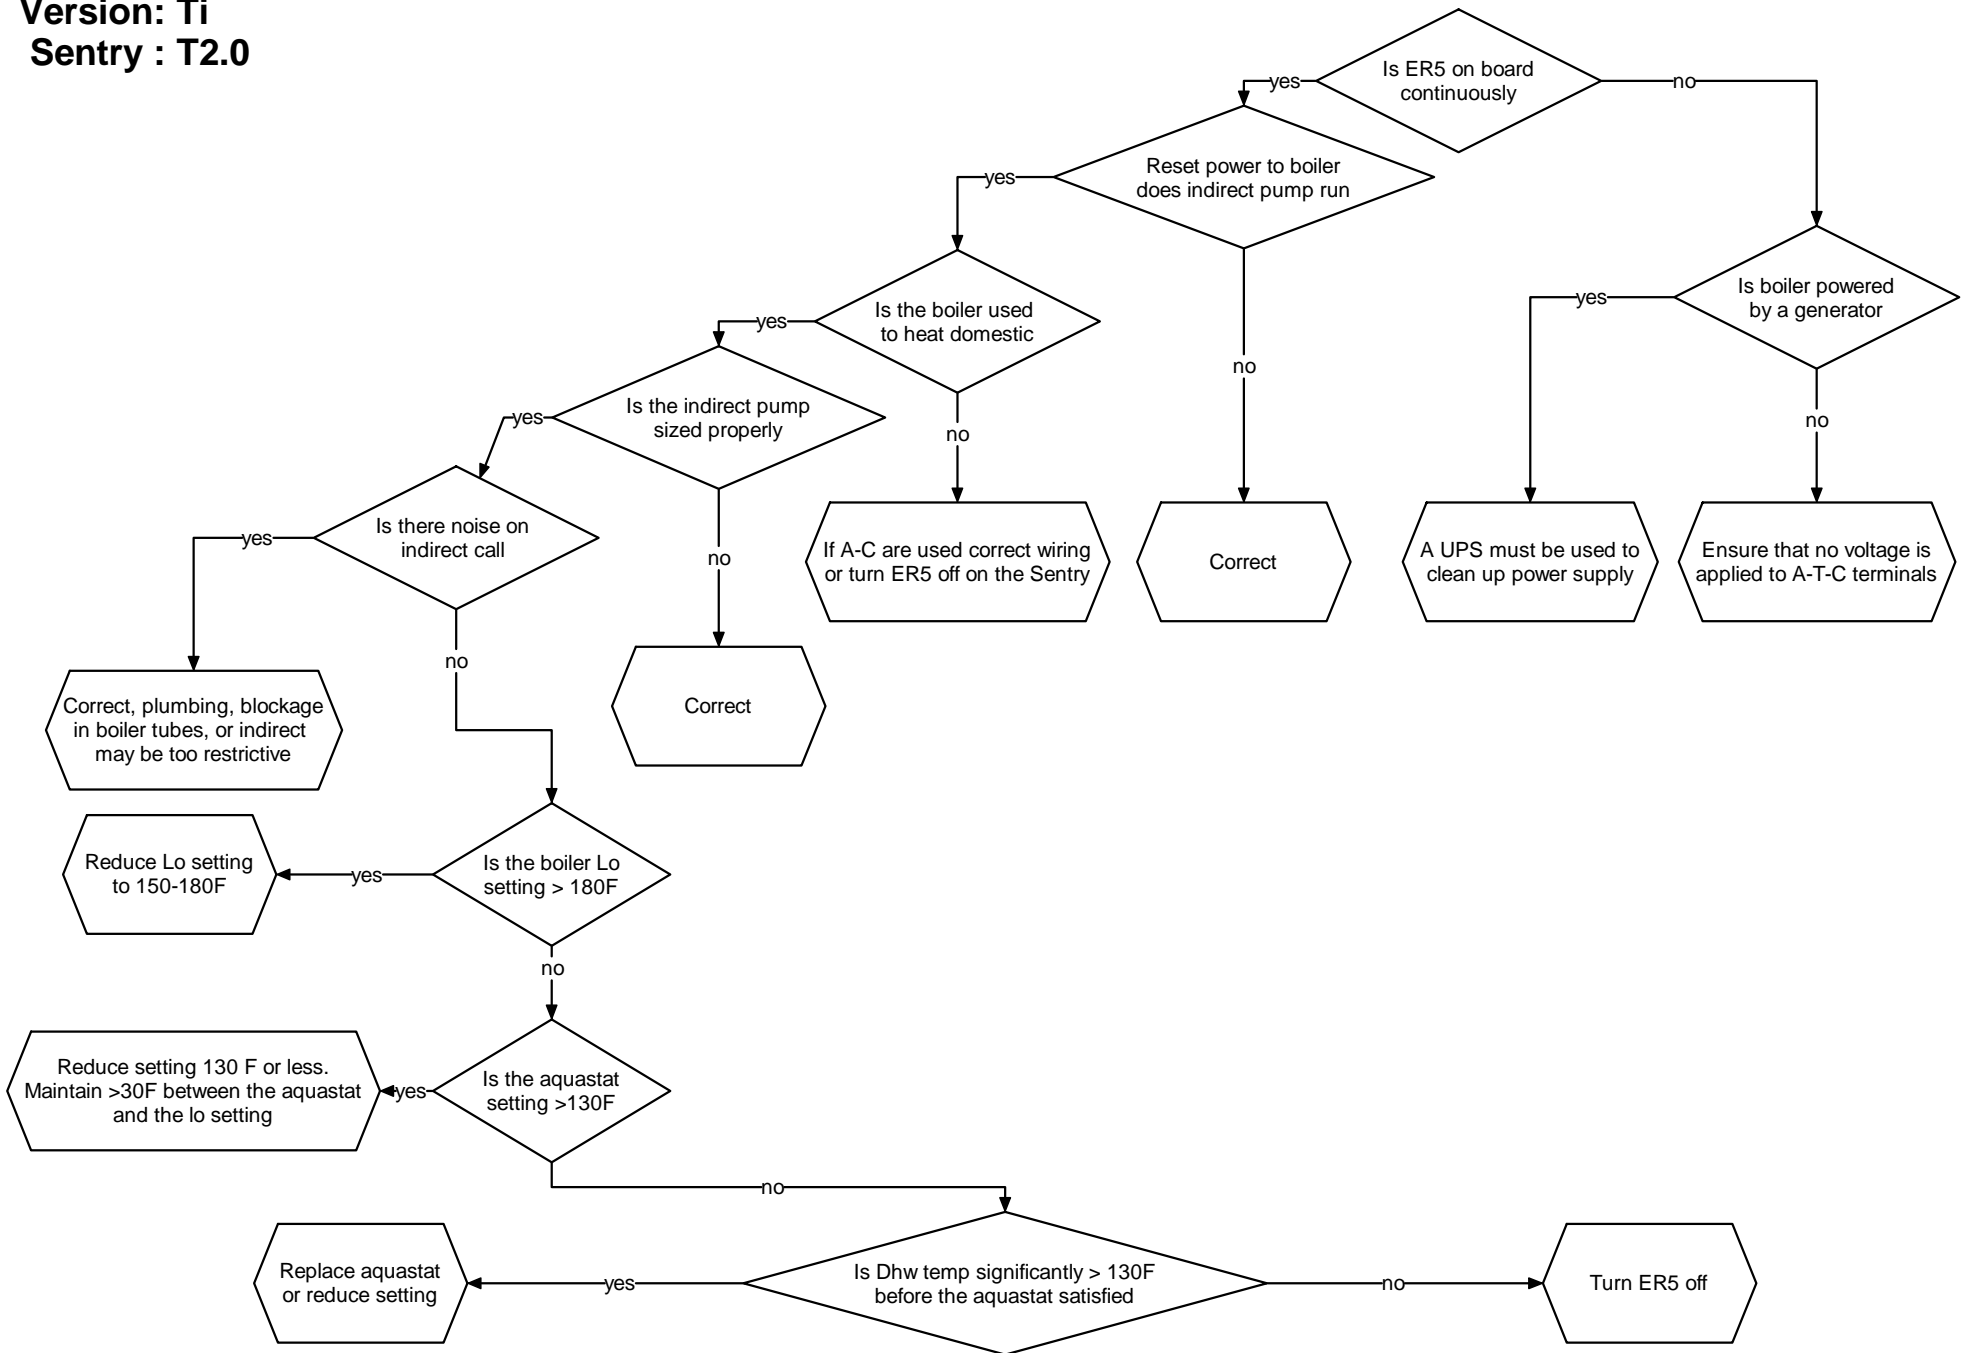 Version: Ti
Sentry : T2.0
Is ER5 on board
continuously
yes
no
Reset power to boiler
does indirect pump run
yes
no
Is boiler powered
by a generator
yes
no
Is the boiler used
to heat domestic
yes
no
Is the indirect pump
sized properly
yes
no
Is there noise on
indirect call
yes
no
If A-C are used correct wiring
or turn ER5 off on the Sentry
Correct
A UPS must be used to
clean up power supply
Ensure that no voltage is
applied to A-T-C terminals
Correct, plumbing, blockage
in boiler tubes, or indirect
may be too restrictive
Correct
Reduce Lo setting
to 150-180F
yes
Is the boiler Lo
setting > 180F
no
Reduce setting 130 F or less.
Maintain >30F between the aquastat
and the lo setting
yes
Is the aquastat
setting >130F
no
Replace aquastat
or reduce setting
yes
Is Dhw temp significantly > 130F
before the aquastat satisfied
no
Turn ER5 off